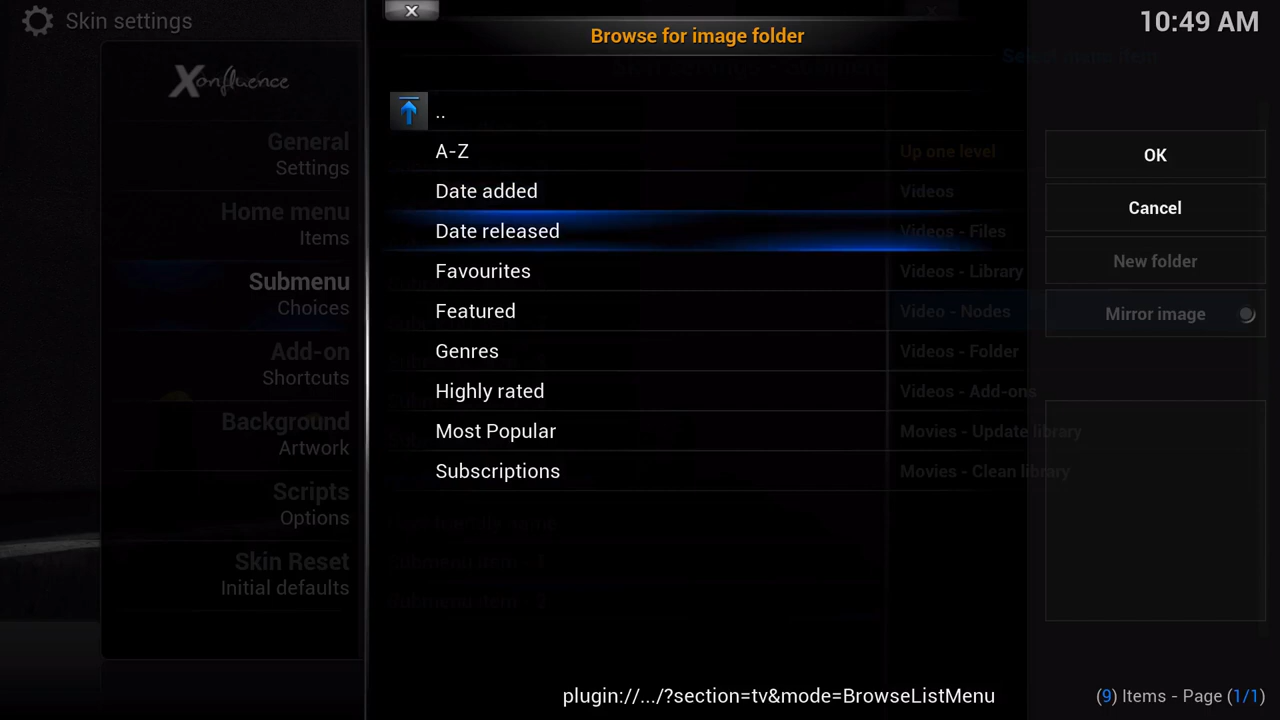 Skin settings
10:49 AM
Browse for image folder
Select menu item
Xonfluence
General
Settings
Home menu
Items
Submenu
Choices
Add-on
Shortcuts
Background
Artwork
Scripts
Options
Skin Reset
Initial defaults
..
A-Z
Date added
Date released
Favourites
Featured
Genres
Highly rated
Most Popular
Subscriptions
Up one level
Videos
Videos - Files
Videos - Library
Video - Nodes
Videos - Folder
Videos - Add-ons
Movies - Update library
Movies - Clean library
OK
Cancel
New folder
Mirror image
plugin://.../?section=tv&mode=BrowseListMenu
(9) Items - Page (1/1)